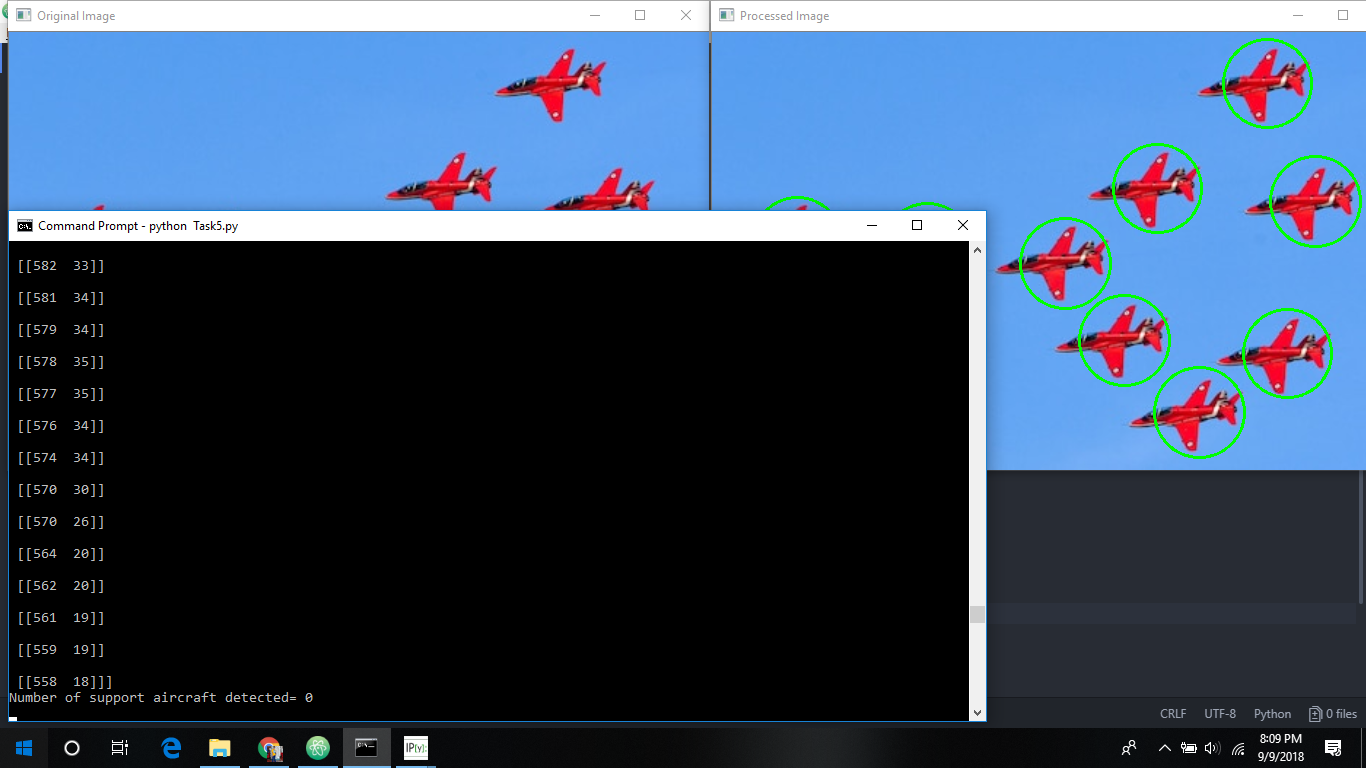 Original Image
Processed Image
Command Prompt - python  Task5.py
[[582  33]]
[[581  34]]
[[579  34]]
[[578  35]]
[[577  35]]
[[576  34]]
[[574  34]]
[[570  30]]
[[570  26]]
[[564  20]]
[[562  20]]
[[561  19]]
[[559  19]]
[[558  18]]]
Number of support aircraft detected= 0
CRLF UTF-8 Python 0 files
IP[y]:
8:09 PM
9/9/2018